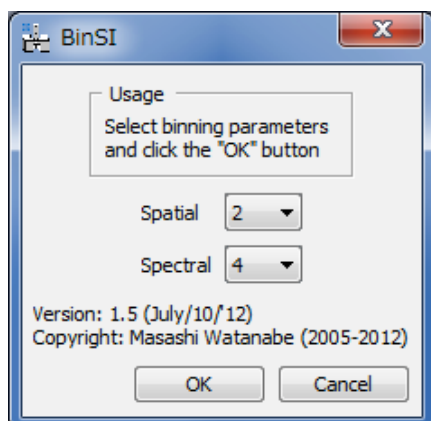 BinSI
Usage
Select binning parameters
and click the "OK" button
Spatial 2
Spectral 4
Version: 1.5 (July/10/'12)
Copyright: Masashi Watanabe (2005-2012)
OK Cancel